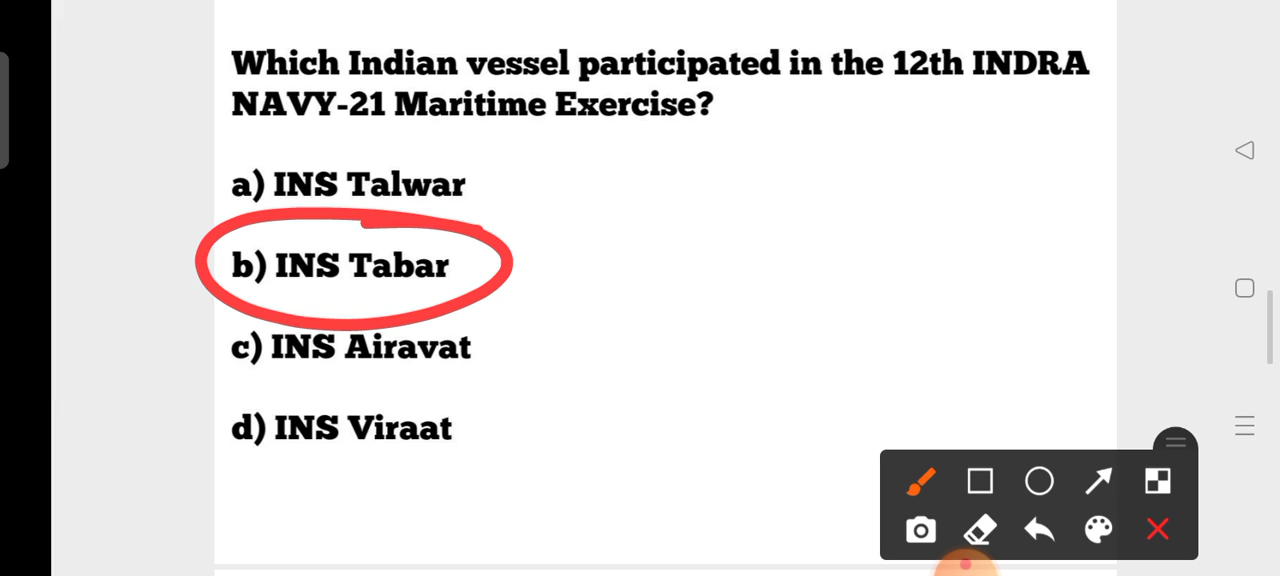 Which Indian vessel participated in the 12th INDRA
NAVY-21 Maritime Exercise?
a) INS Talwar
b) INS Tabar
c) INS Airavat
d) INS Viraat